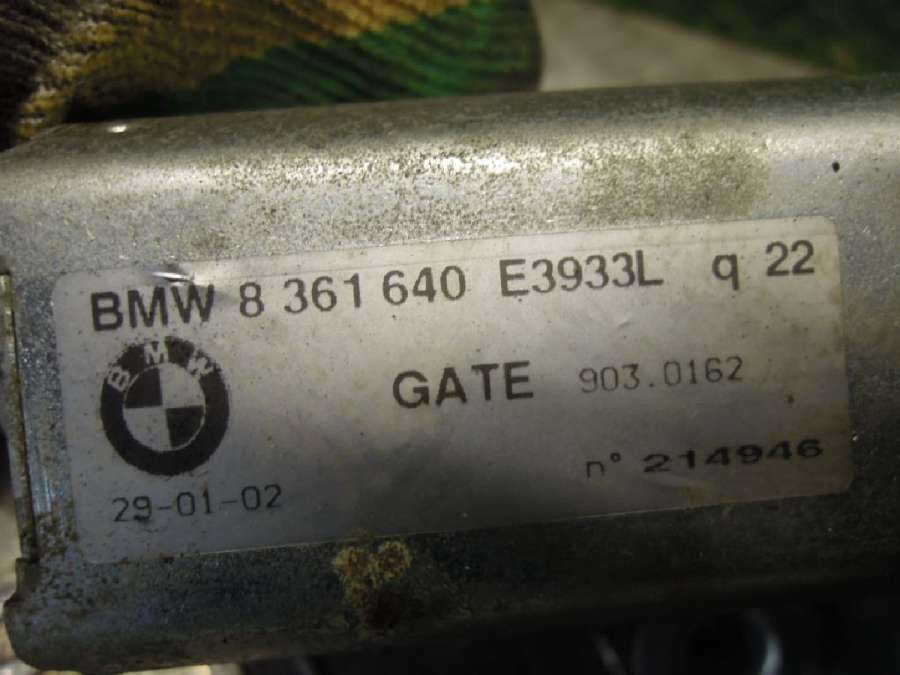 BMW 8 361 640 E3933L q 22
BMW
GATE 903.0162
n° 214946
29-01-02